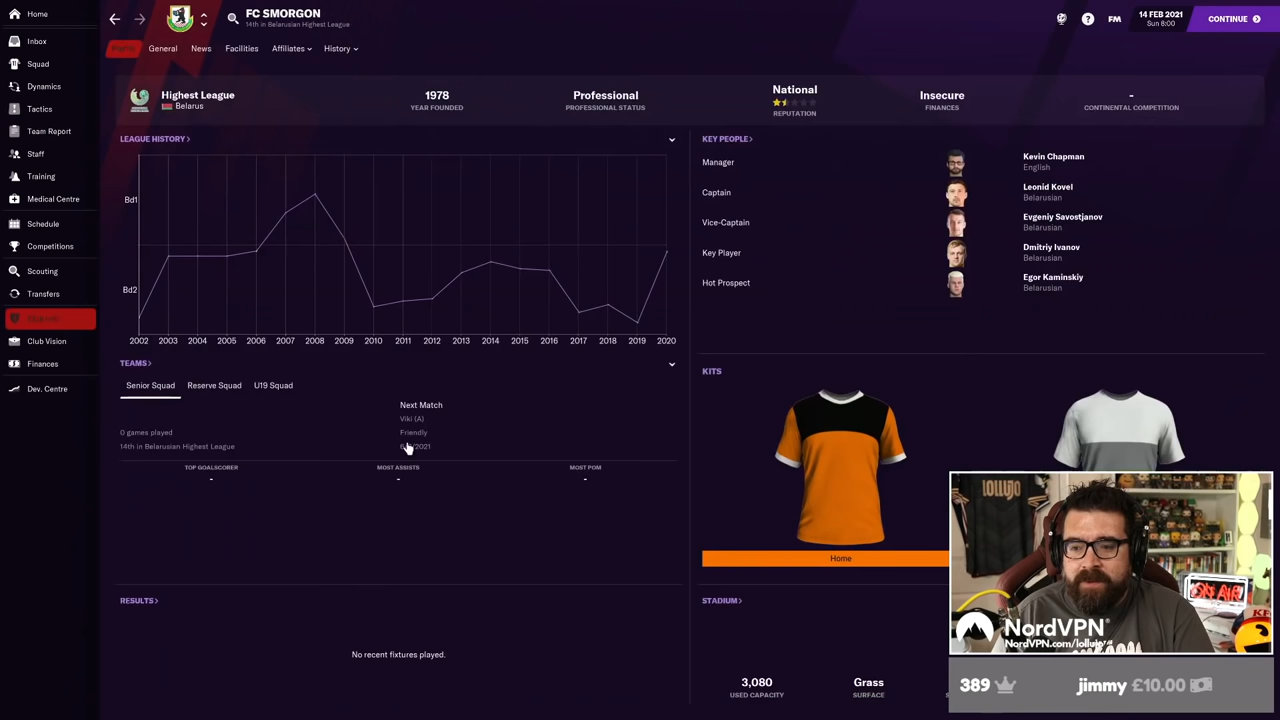 Home
FC SMORGON
14th in Belarusian Highest League
FM
14 FEB 2021
Sun 8:00
CONTINUE
General
News
Facilities
Affiliates
History
Inbox
Squad
Dynamics
Tactics
Team Report
Staff
Training
Medical Centre
Schedule
Competitions
Scouting
Transfers
Club Vision
Finances
Dev. Centre
Highest League
Belarus
1978
YEAR FOUNDED
Professional
PROFESSIONAL STATUS
National
REPUTATION
Insecure
FINANCES
-
CONTINENTAL COMPETITION
LEAGUE HISTORY
Bd1
Bd2
2002 2003 2004 2005 2006 2007 2008 2009 2010 2011 2012 2013 2014 2015 2016 2017 2018 2019 2020
KEY PEOPLE
Manager
Kevin Chapman
English
Captain
Leonid Kovel
Belarusian
Vice-Captain
Evgeniy Savostjanov
Belarusian
Key Player
Dmitriy Ivanov
Belarusian
Hot Prospect
Egor Kaminskiy
Belarusian
TEAMS
Senior Squad
Reserve Squad
U19 Squad
Next Match
Viki (A)
Friendly
0 games played
14th in Belarusian Highest League
TOP GOALSCORER
-
MOST ASSISTS
-
MOST POM
-
KITS
Home
RESULTS
No recent fixtures played.
STADIUM
3,080
USED CAPACITY
Grass
SURFACE
LOLLUJO
ON AIR
NordVPN
389
jimmy £10.00